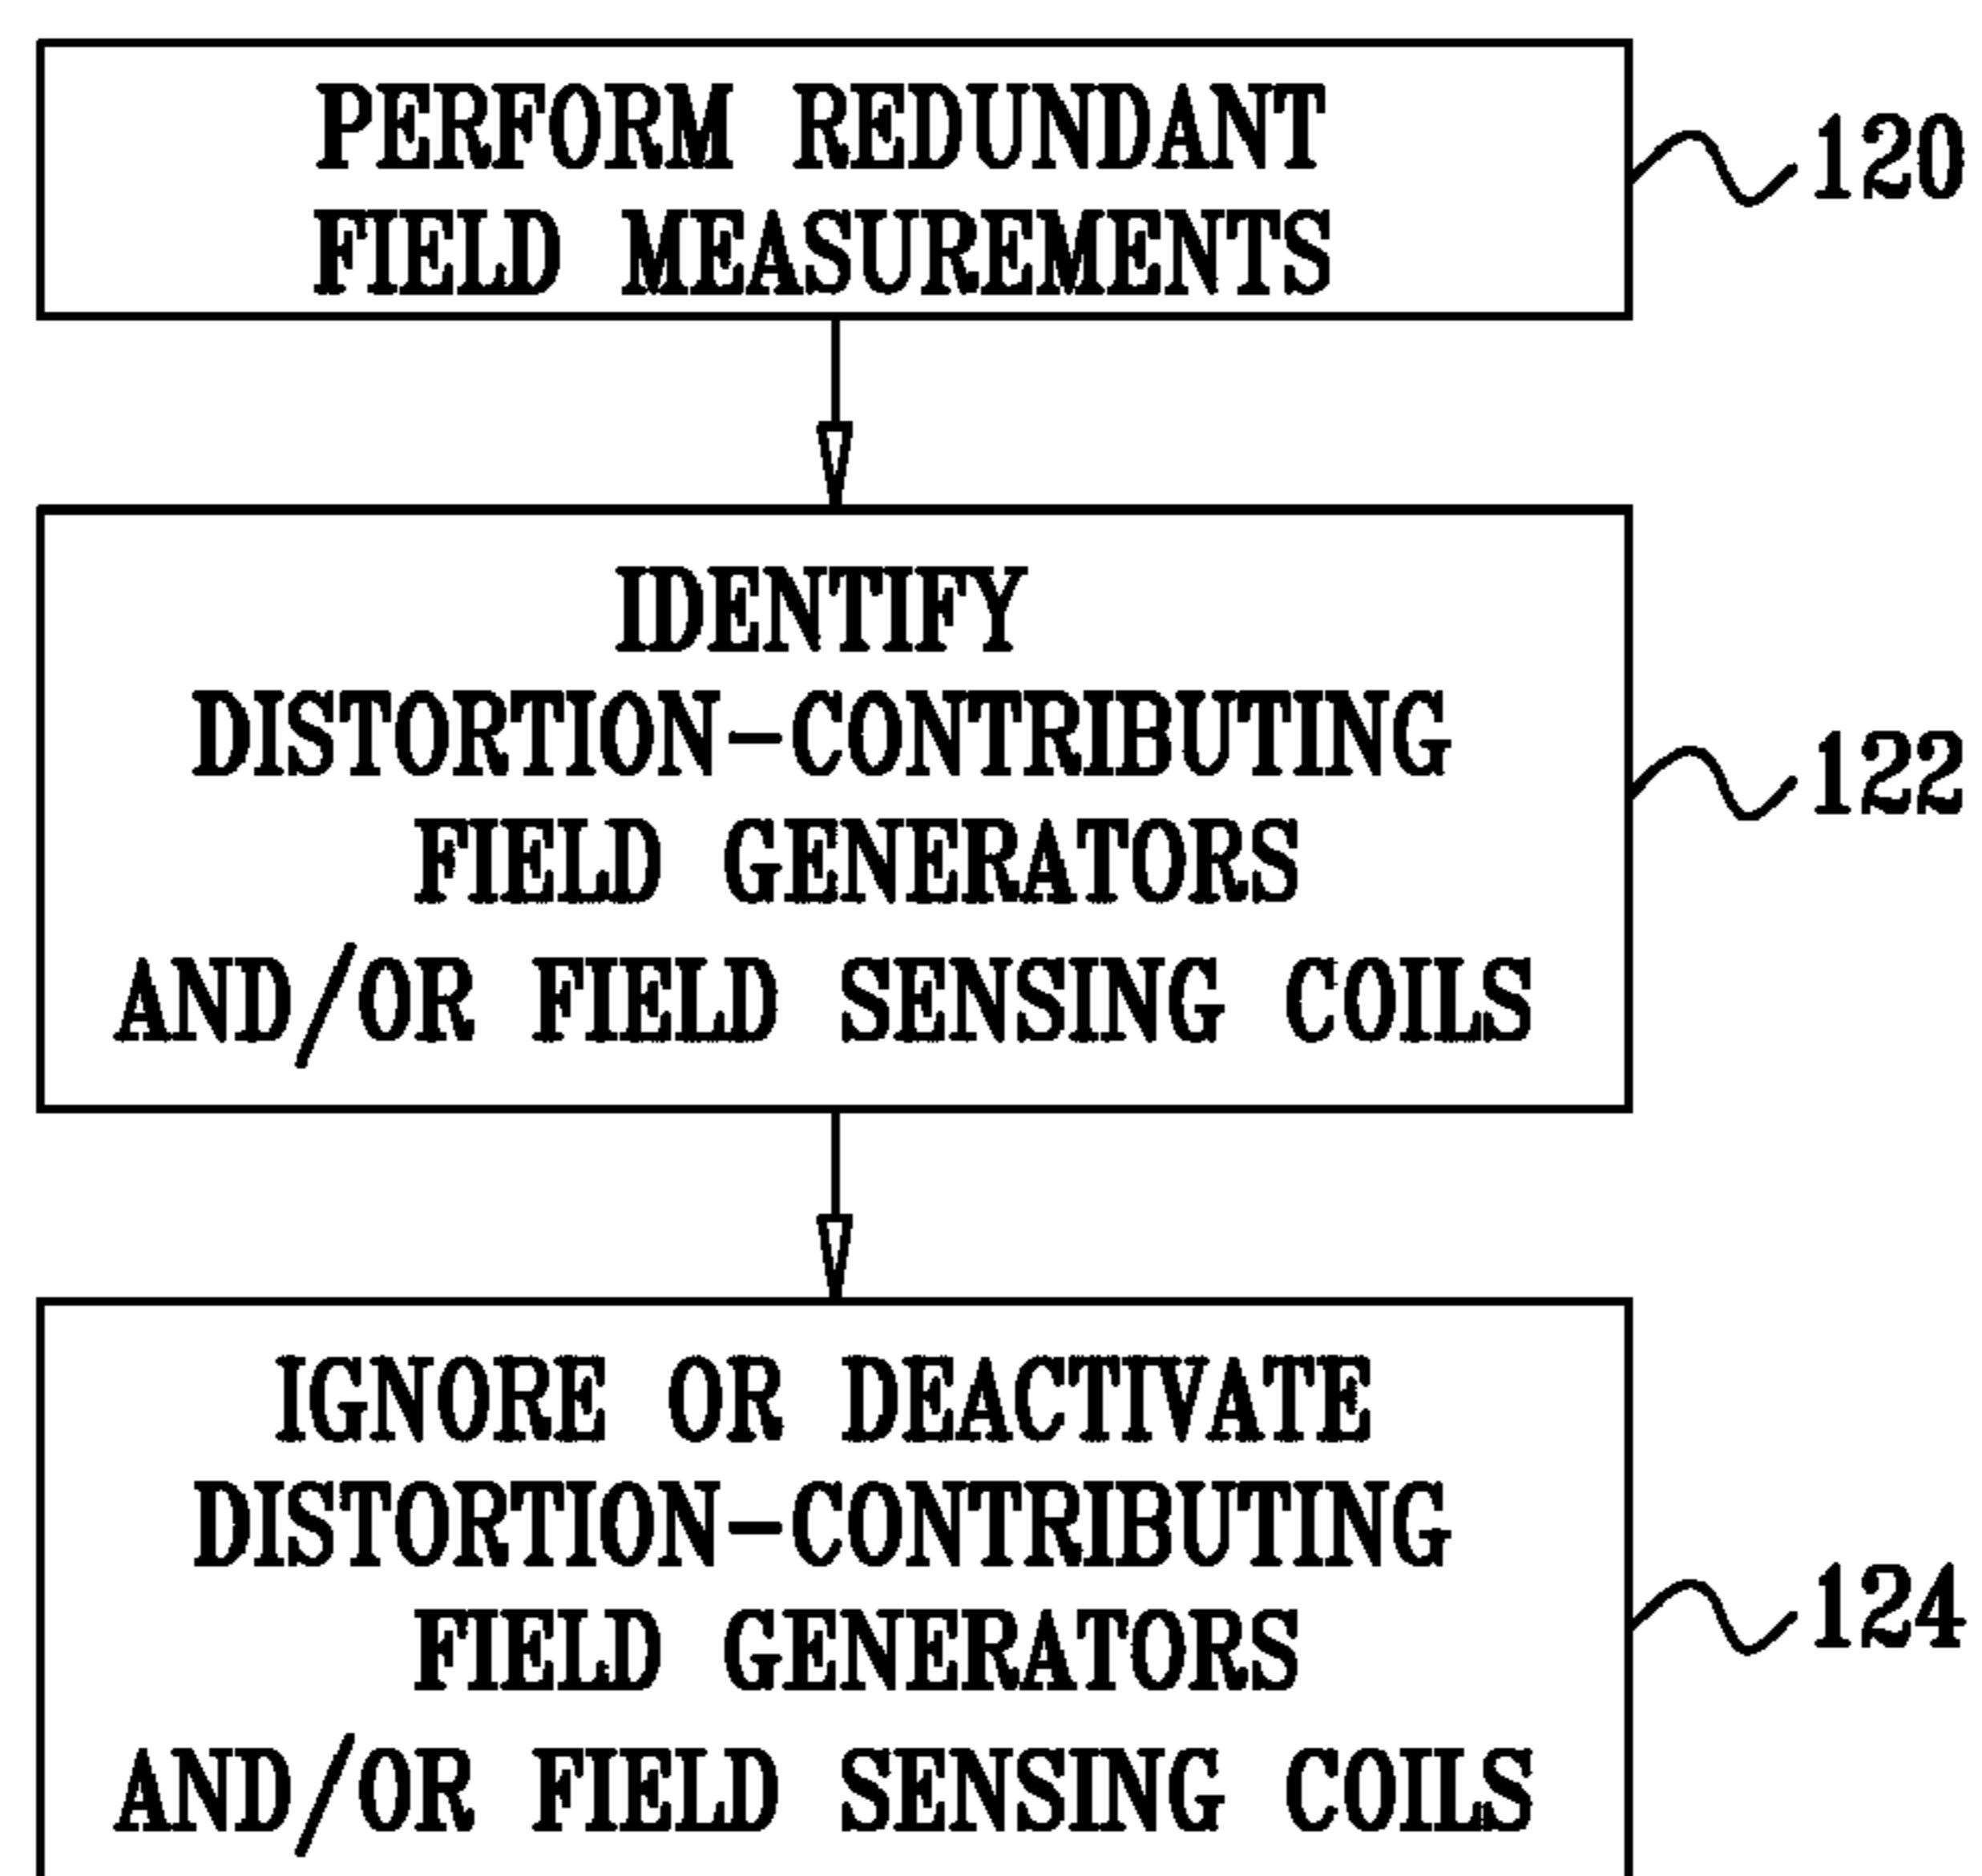 PERFORM REDUNDANT
FIELD MEASUREMENTS
120
IDENTIFY
DISTORTION-CONTRIBUTING
FIELD GENERATORS
AND/OR FIELD SENSING COILS
122
IGNORE OR DEACTIVATE
DISTORTION-CONTRIBUTING
FIELD GENERATORS
AND/OR FIELD SENSING COILS
124